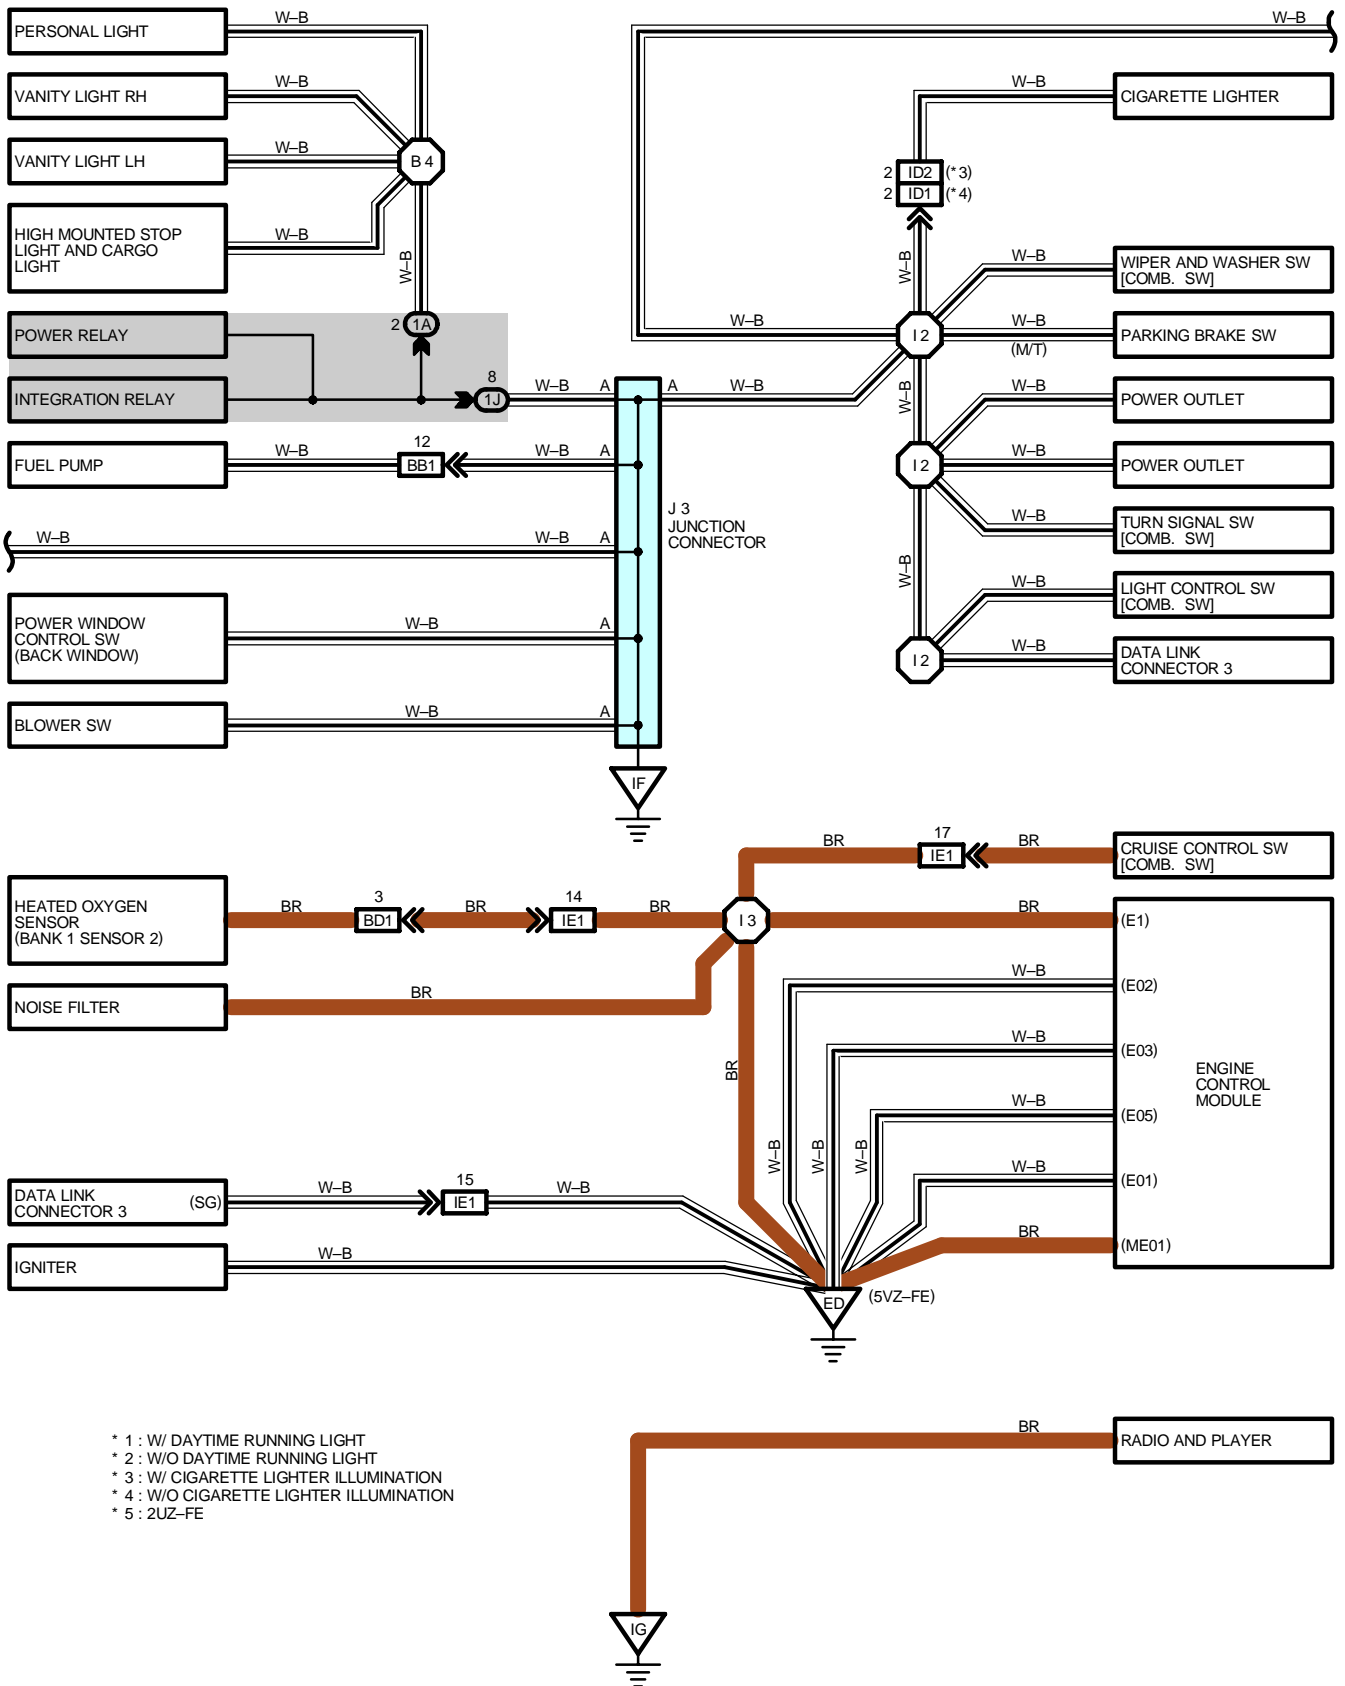 PERSONAL LIGHT
W–B
W–B
VANITY LIGHT RH
W–B
W–B
CIGARETTE LIGHTER
VANITY LIGHT LH
W–B
B 4
2 ID2 (*3)
2 ID1 (*4)
HIGH MOUNTED STOP
LIGHT AND CARGO
LIGHT
W–B
W–B
W–B
W–B
WIPER AND WASHER SW
[COMB. SW]
POWER RELAY
2 1A
W–B
I 2
W–B
(M/T)
PARKING BRAKE SW
INTEGRATION RELAY
8
1J
W–B
A
A
W–B
W–B
W–B
POWER OUTLET
FUEL PUMP
W–B
12
BB1
W–B
A
I 2
W–B
POWER OUTLET
J 3
JUNCTION
CONNECTOR
W–B
W–B
A
W–B
TURN SIGNAL SW
[COMB. SW]
W–B
W–B
LIGHT CONTROL SW
[COMB. SW]
POWER WINDOW
CONTROL SW
(BACK WINDOW)
W–B
A
I 2
W–B
DATA LINK
CONNECTOR 3
BLOWER SW
W–B
A
IF
BR
17
IE1
BR
CRUISE CONTROL SW
[COMB. SW]
HEATED OXYGEN
SENSOR
(BANK 1 SENSOR 2)
BR
3
BD1
BR
14
IE1
BR
I 3
BR
(E1)
NOISE FILTER
BR
W–B
(E02)
BR
W–B
(E03)
ENGINE
CONTROL
MODULE
W–B
(E05)
W–B
W–B
W–B
W–B
(E01)
DATA LINK
CONNECTOR 3
(SG)
W–B
15
IE1
W–B
BR
(ME01)
IGNITER
W–B
ED
(5VZ–FE)
BR
RADIO AND PLAYER
* 1 : W/ DAYTIME RUNNING LIGHT
* 2 : W/O DAYTIME RUNNING LIGHT
* 3 : W/ CIGARETTE LIGHTER ILLUMINATION
* 4 : W/O CIGARETTE LIGHTER ILLUMINATION
* 5 : 2UZ–FE
IG